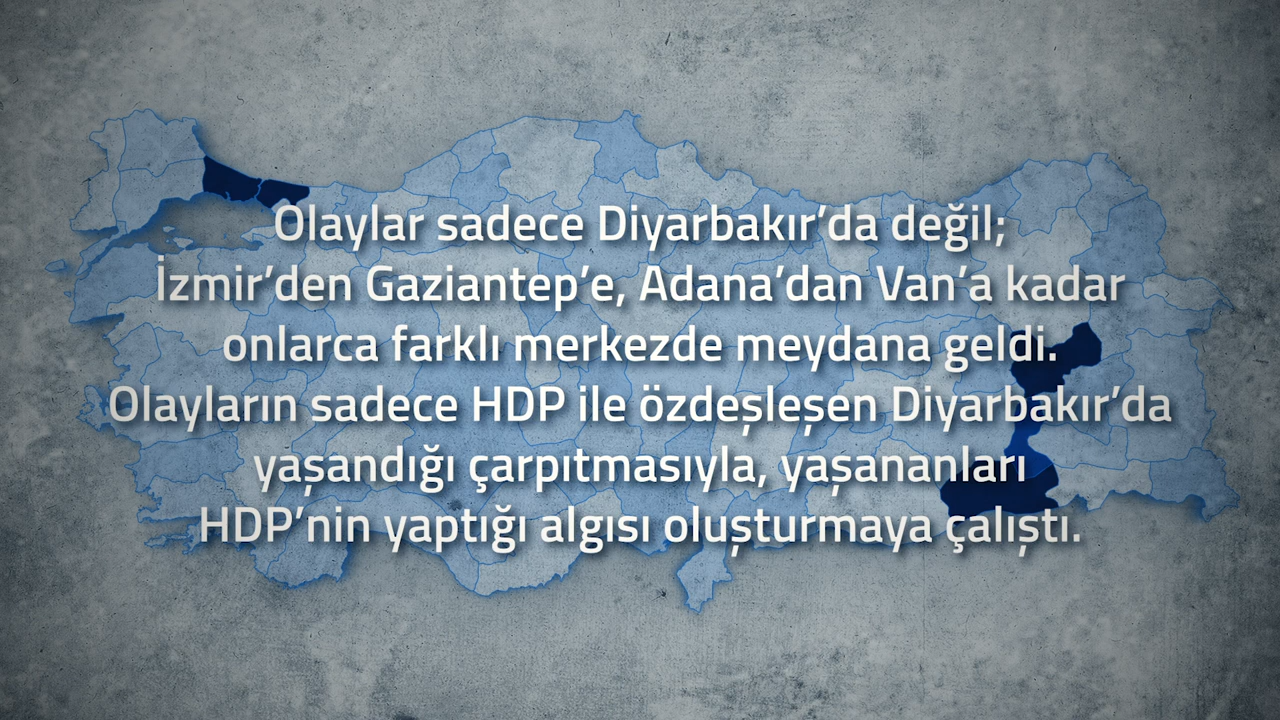 Olaylar sadece Diyarbakır’da değil;
İzmir’den Gaziantep’e, Adana’dan Van’a kadar
onlarca farklı merkezde meydana geldi.
Olayların sadece HDP ile özdeşleşen Diyarbakır’da
yaşandığı çarpıtmasıyla, yaşananları
HDP’nin yaptığı algısı oluşturmaya çalıştı.